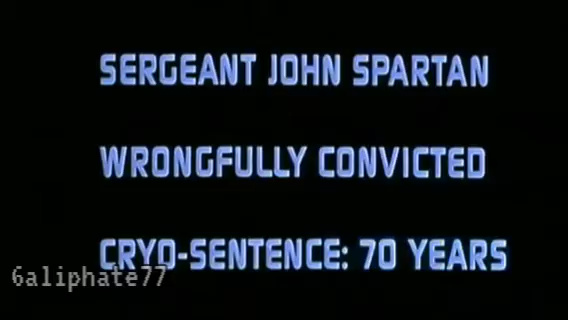 SERGEANT JOHN SPARTAN
WRONGFULLY CONVICTED
CRYO-SENTENCE: 70 YEARS
6aliphate77